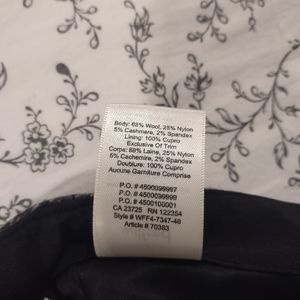 Body: 68% Wool, 25% Nylon
5% Cashmere, 2% Spandex
Lining: 100% Cupro
Exclusive Of Trim
Corps: 68% Laine, 25% Nylon
5% Cachemire, 2% Spandex
Doublure: 100% Cupro
Aucune Garniture Comprise
P.O. # 4500099997
P.O. # 4500099999
P.O. # 4500100001
CA 23725 RN 122354
Style # WFF4-7347-48
Article # 70383